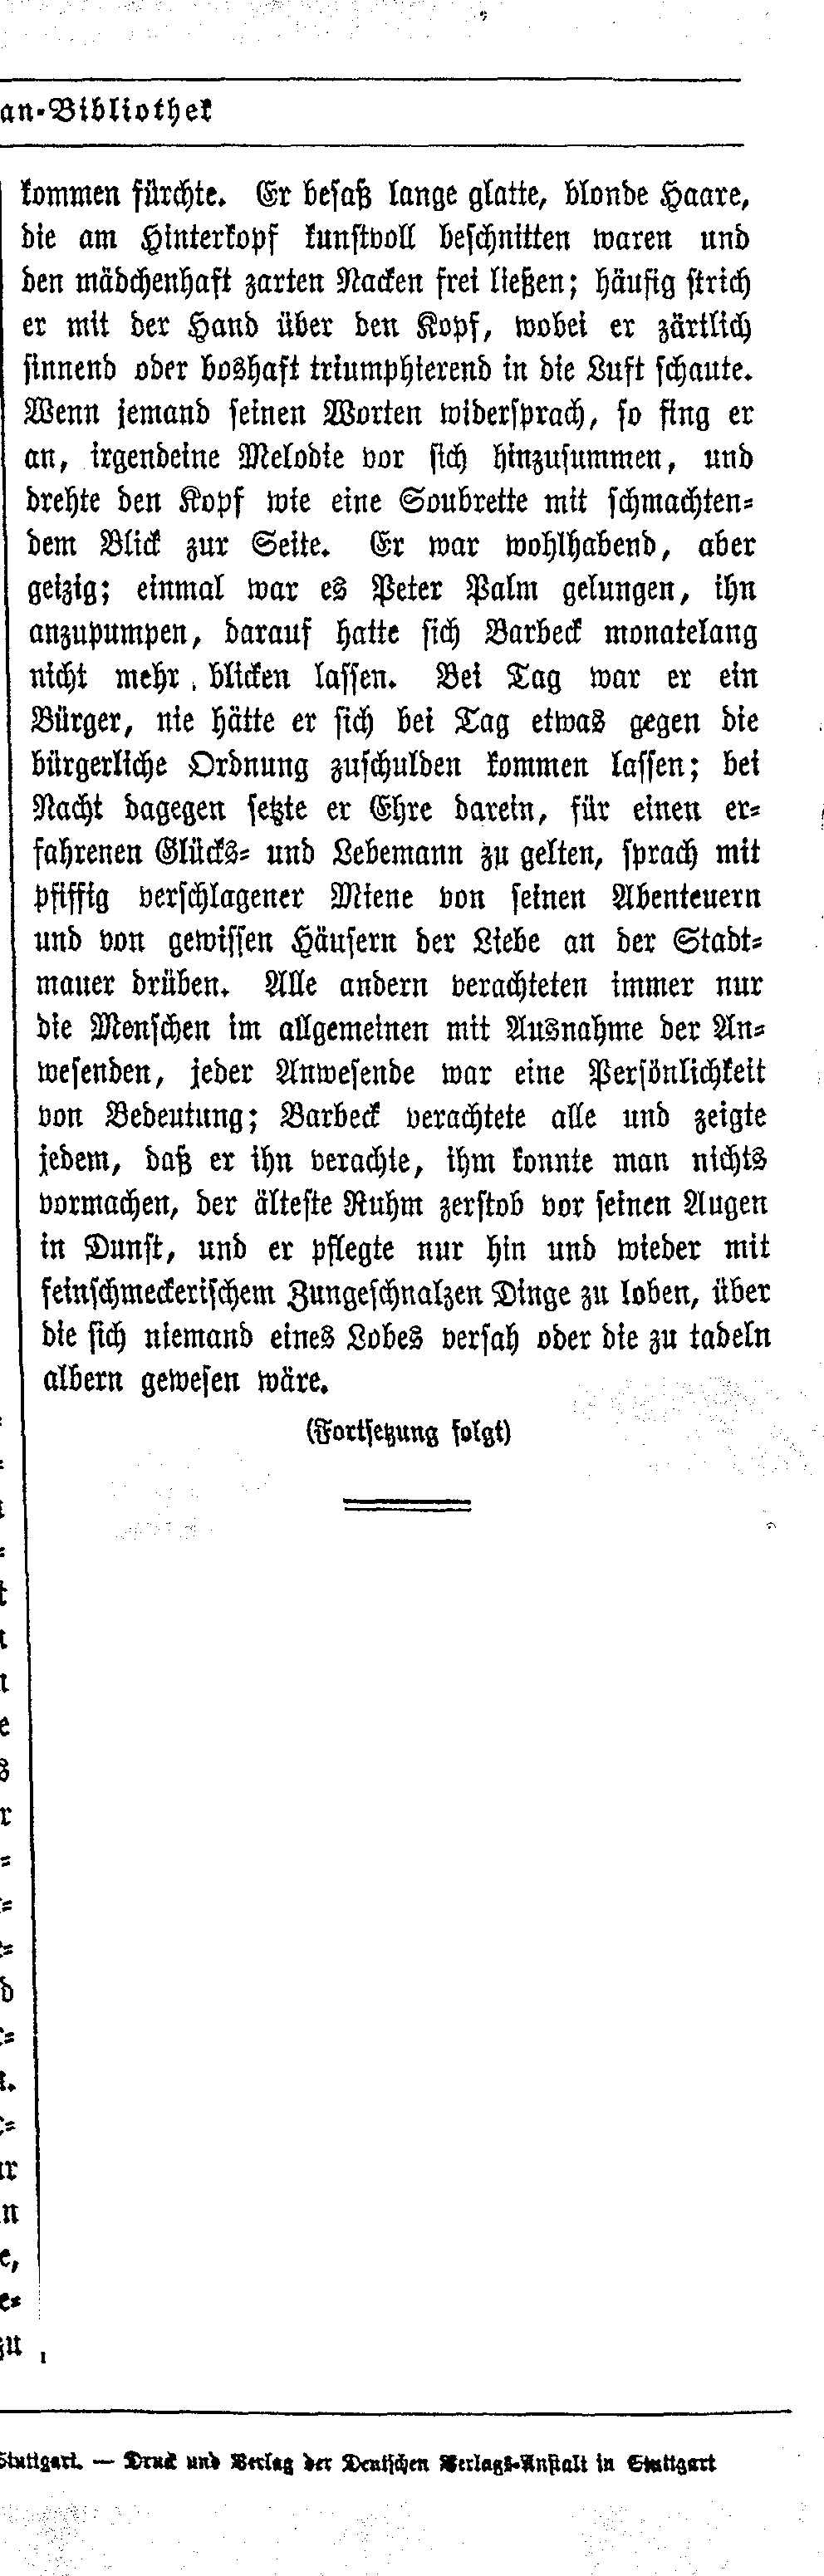 an-Bibliothek
kommen fürchte. Er besaß lange glatte, blonde Haare,
die am Hinterkopf kunstvoll beschnitten waren und
den mädchenhaft zarten Nacken frei ließen; häufig strich
er mit der Hand über den Kopf, wobei er zärtlich
sinnend oder boshaft triumphierend in die Luft schaute.
Wenn jemand seinen Worten widersprach, so fing er
an, irgendeine Melodie vor sich hinzusummen, und
drehte den Kopf wie eine Soubrette mit schmachten-
dem Blick zur Seite. Er war wohlhabend, aber
geizig; einmal war es Peter Palm gelungen, ihn
anzupumpen, darauf hatte sich Barbeck monatelang
nicht mehr blicken lassen. Bei Tag war er ein
Bürger, nie hätte er sich bei Tag etwas gegen die
bürgerliche Ordnung zuschulden kommen lassen; bei
Nacht dagegen setzte er Ehre darein, für einen er-
fahrenen Glücks- und Lebemann zu gelten, sprach mit
pfiffig verschlagener Miene von seinen Abenteuern
und von gewissen Häusern der Liebe an der Stadt-
mauer drüben. Alle andern verachteten immer nur
die Menschen im allgemeinen mit Ausnahme der An-
wesenden, jeder Anwesende war eine Persönlichkeit
von Bedeutung; Barbeck verachtete alle und zeigte
jedem, daß er ihn verachte, ihm konnte man nichts
vormachen, der älteste Ruhm zerstob vor seinen Augen
in Dunst, und er pflegte nur hin und wieder mit
feinschmeckerischem Zungeschnalzen Dinge zu loben, über
die sich niemand eines Lobes versah oder die zu tadeln
albern gewesen wäre.
(Fortsetzung folgt)
zu
Stuttgart. — Druck und Verlag der Deutschen Verlags-Anstalt in Stuttgart